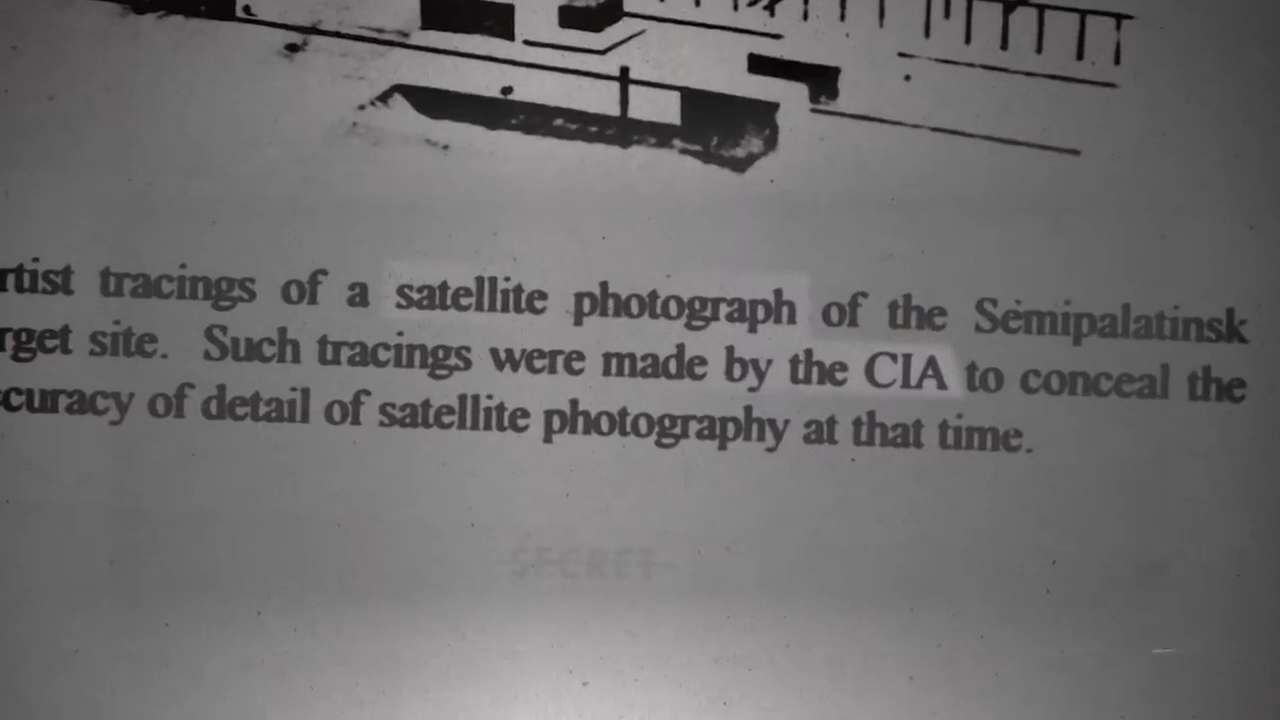 rtist tracings of a satellite photograph of the Semipalatinsk
rget site. Such tracings were made by the CIA to conceal the
curacy of detail of satellite photography at that time.
SECRET